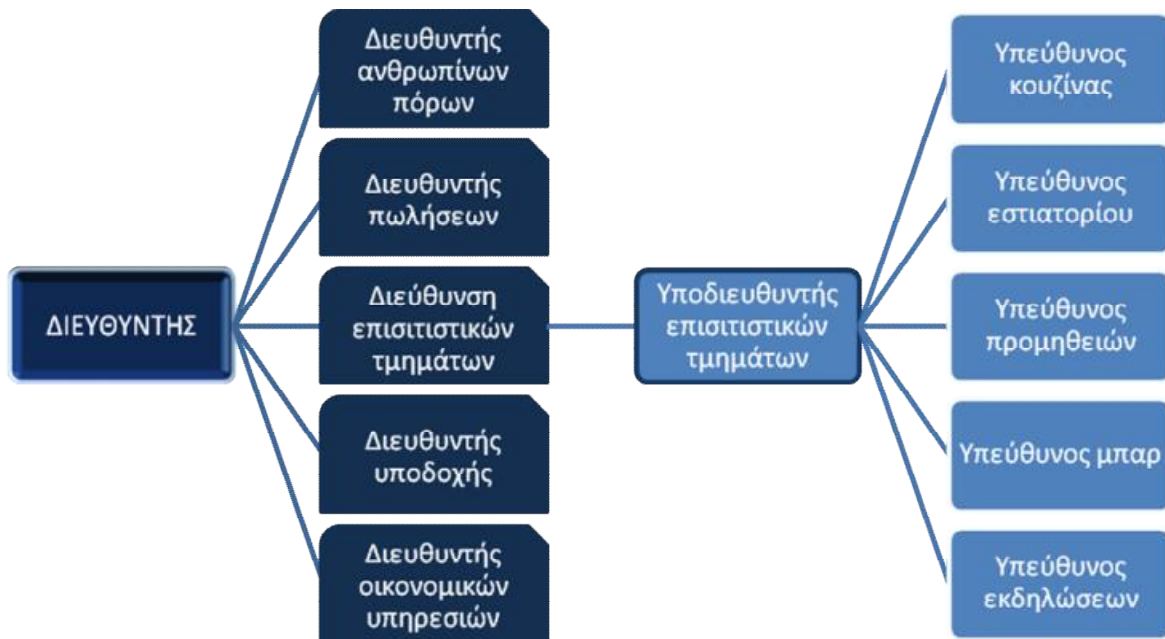 ΔΙΕΥΘΥΝΤΗΣ
Διευθυντής
ανθρωπίνων
πόρων
Διευθυντής
πωλήσεων
Διεύθυνση
επισιτιστικών
τμημάτων
Διευθυντής
υποδοχής
Διευθυντής
οικονομικών
υπηρεσιών
Υποδιευθυντής
επισιτιστικών
τμημάτων
Υπεύθυνος
κουζίνας
Υπεύθυνος
εστιατορίου
Υπεύθυνος
προμηθειών
Υπεύθυνος μπαρ
Υπεύθυνος
εκδηλώσεων